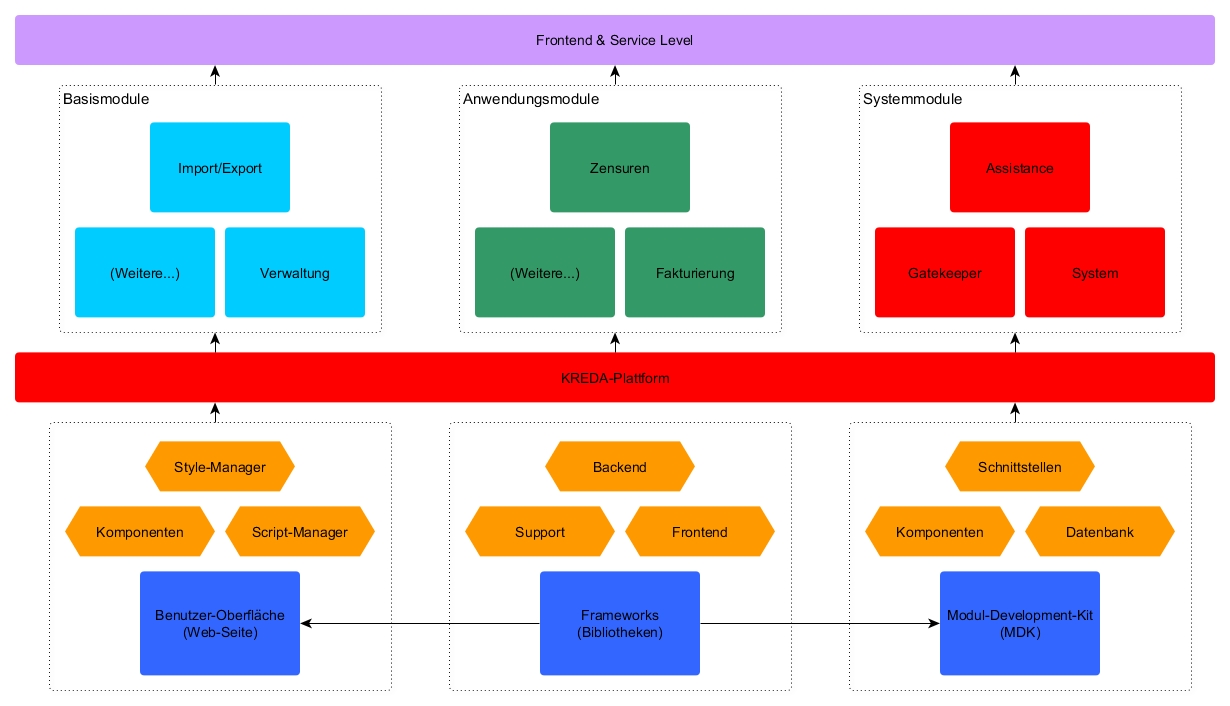 Frontend & Service Level
Basismodule
Import/Export
(Weitere...)
Verwaltung
Anwendungsmodule
Zensuren
(Weitere...)
Fakturierung
Systemmodule
Assistance
Gatekeeper
System
KREDA-Plattform
Style-Manager
Komponenten
Script-Manager
Benutzer-Oberfläche
(Web-Seite)
Backend
Support
Frontend
Frameworks
(Bibliotheken)
Schnittstellen
Komponenten
Datenbank
Modul-Development-Kit
(MDK)